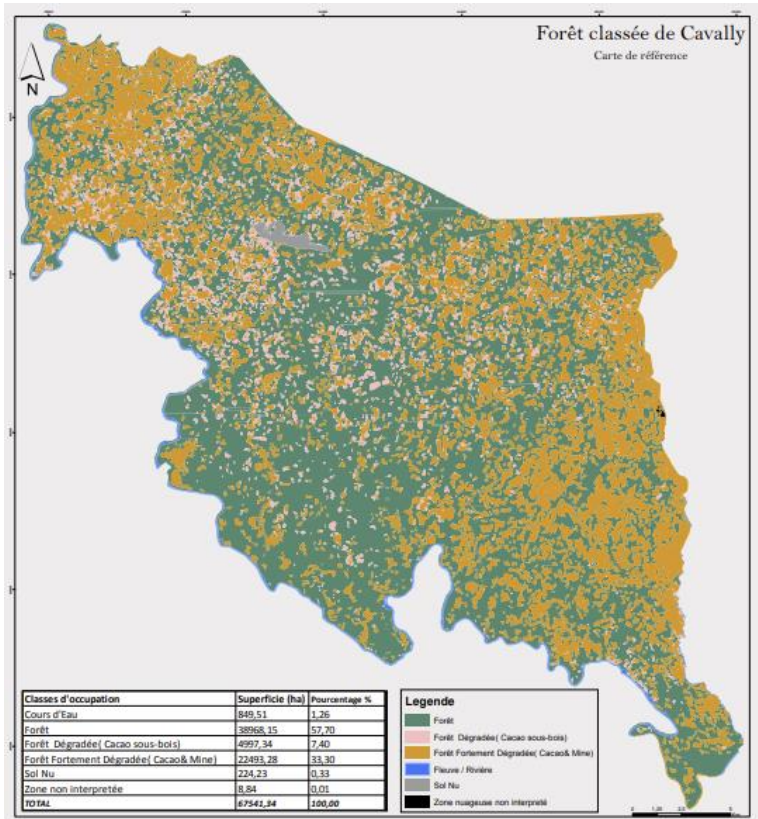 Forêt classée de Cavally
Carte de référence
N
Classes d'occupation Superficie (ha) Pourcentage %
Cours d'Eau 849,51 1,26
Forêt 38968,15 57,70
Forêt Dégradée( Cacao sous-bois) 4997,34 7,40
Forêt Fortement Dégradée( Cacao& Mine) 22493,28 33,30
Sol Nu 224,23 0,33
Zone non interpretée 8,84 0,01
TOTAL 67541,34 100,00
Legende
Forêt
Forêt Dégradée( Cacao sous-bois)
Forêt Fortement Dégradée( Cacao& Mine)
Fleuve / Rivière
Sol Nu
Zone nuageuse non interpreté